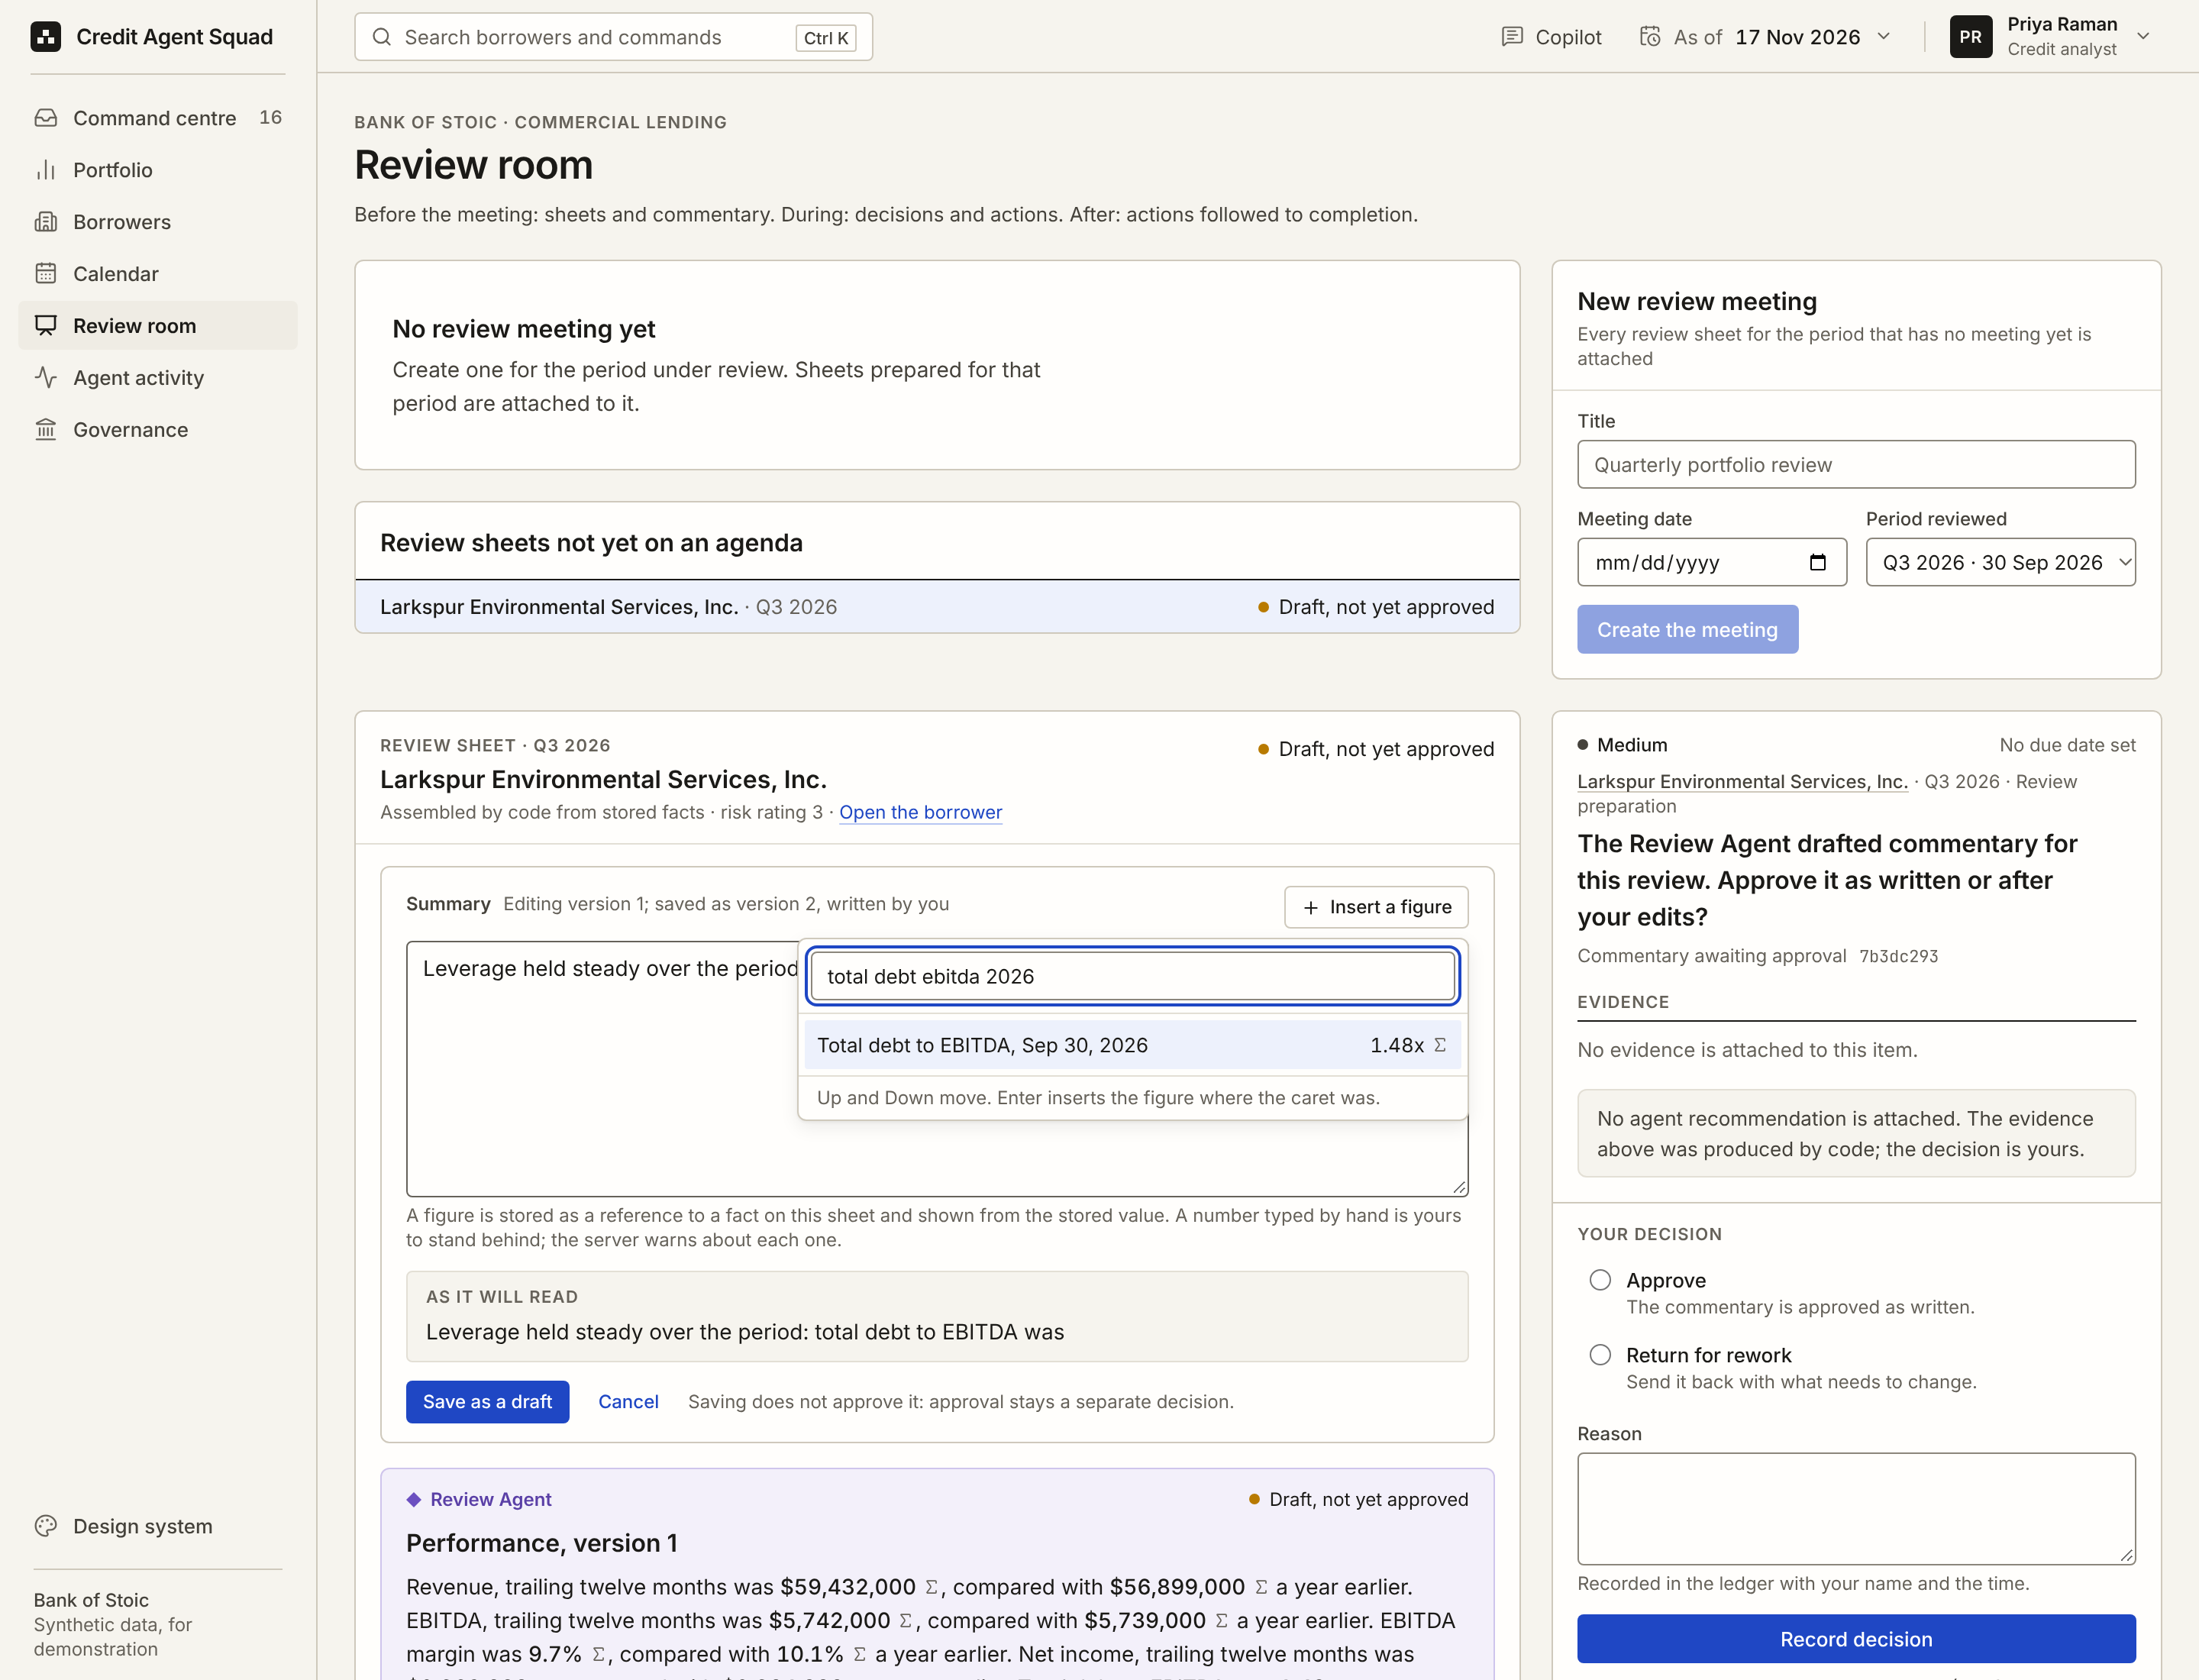 Credit Agent Squad
Search borrowers and commands
Ctrl K
Copilot
As of 17 Nov 2026
PR
Priya Raman
Credit analyst
Command centre 16
Portfolio
Borrowers
Calendar
Review room
Agent activity
Governance
Design system
Bank of Stoic
Synthetic data, for
demonstration
BANK OF STOIC · COMMERCIAL LENDING
Review room
Before the meeting: sheets and commentary. During: decisions and actions. After: actions followed to completion.
No review meeting yet
Create one for the period under review. Sheets prepared for that
period are attached to it.
Review sheets not yet on an agenda
Larkspur Environmental Services, Inc. · Q3 2026
Draft, not yet approved
New review meeting
Every review sheet for the period that has no meeting yet is
attached
Title
Quarterly portfolio review
Meeting date
Period reviewed
mm/dd/yyyy
Q3 2026 · 30 Sep 2026
Create the meeting
REVIEW SHEET · Q3 2026
Draft, not yet approved
Larkspur Environmental Services, Inc.
Assembled by code from stored facts · risk rating 3 · Open the borrower
Summary Editing version 1; saved as version 2, written by you
+ Insert a figure
Leverage held steady over the period
total debt ebitda 2026
Total debt to EBITDA, Sep 30, 2026 1.48x Σ
Up and Down move. Enter inserts the figure where the caret was.
A figure is stored as a reference to a fact on this sheet and shown from the stored value. A number typed by hand is yours
to stand behind; the server warns about each one.
AS IT WILL READ
Leverage held steady over the period: total debt to EBITDA was
Save as a draft
Cancel
Saving does not approve it: approval stays a separate decision.
Review Agent
Draft, not yet approved
Performance, version 1
Revenue, trailing twelve months was $59,432,000 Σ, compared with $56,899,000 Σ a year earlier.
EBITDA, trailing twelve months was $5,742,000 Σ, compared with $5,739,000 Σ a year earlier. EBITDA
margin was 9.7% Σ, compared with 10.1% Σ a year earlier. Net income, trailing twelve months was
Medium
No due date set
Larkspur Environmental Services, Inc. · Q3 2026 · Review
preparation
The Review Agent drafted commentary for
this review. Approve it as written or after
your edits?
Commentary awaiting approval 7b3dc293
EVIDENCE
No evidence is attached to this item.
No agent recommendation is attached. The evidence
above was produced by code; the decision is yours.
YOUR DECISION
Approve
The commentary is approved as written.
Return for rework
Send it back with what needs to change.
Reason
Recorded in the ledger with your name and the time.
Record decision